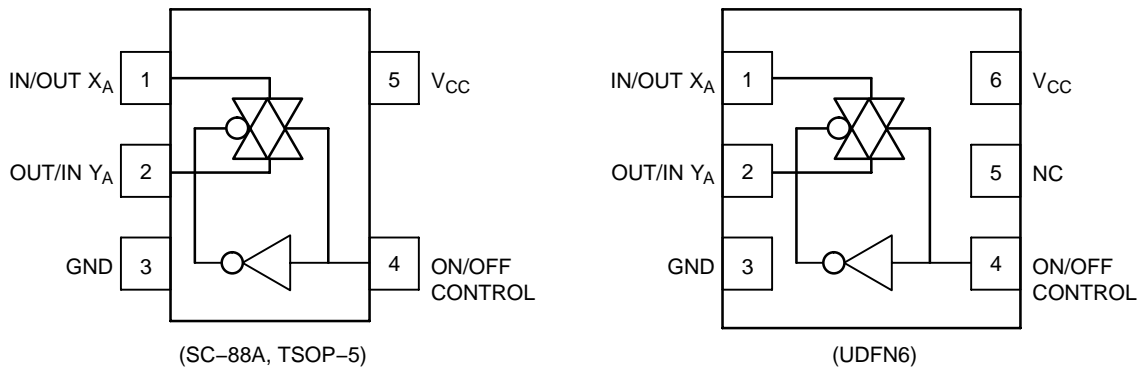 IN/OUT XA
1
5
VCC
OUT/IN YA
2
GND
3
4
ON/OFF
CONTROL
(SC−88A, TSOP−5)
IN/OUT XA
1
6
VCC
OUT/IN YA
2
5
NC
GND
3
4
ON/OFF
CONTROL
(UDFN6)